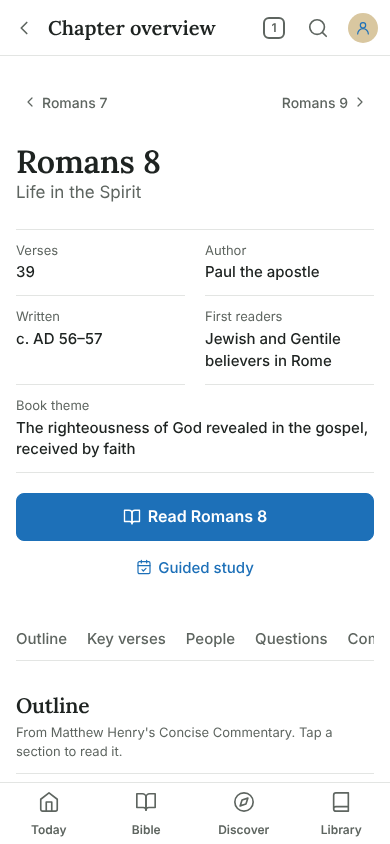 Chapter overview
1
Romans 7
Romans 9
Romans 8
Life in the Spirit
Verses
39
Author
Paul the apostle
Written
c. AD 56–57
First readers
Jewish and Gentile
believers in Rome
Book theme
The righteousness of God revealed in the gospel,
received by faith
Read Romans 8
Guided study
Outline Key verses People Questions
Outline
From Matthew Henry's Concise Commentary. Tap a
section to read it.
Today Bible Discover Library